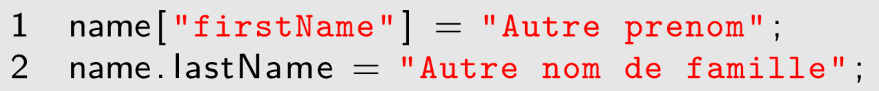 1 name["firstName"] = "Autre prenom";
2 name.lastName = "Autre nom de famille";